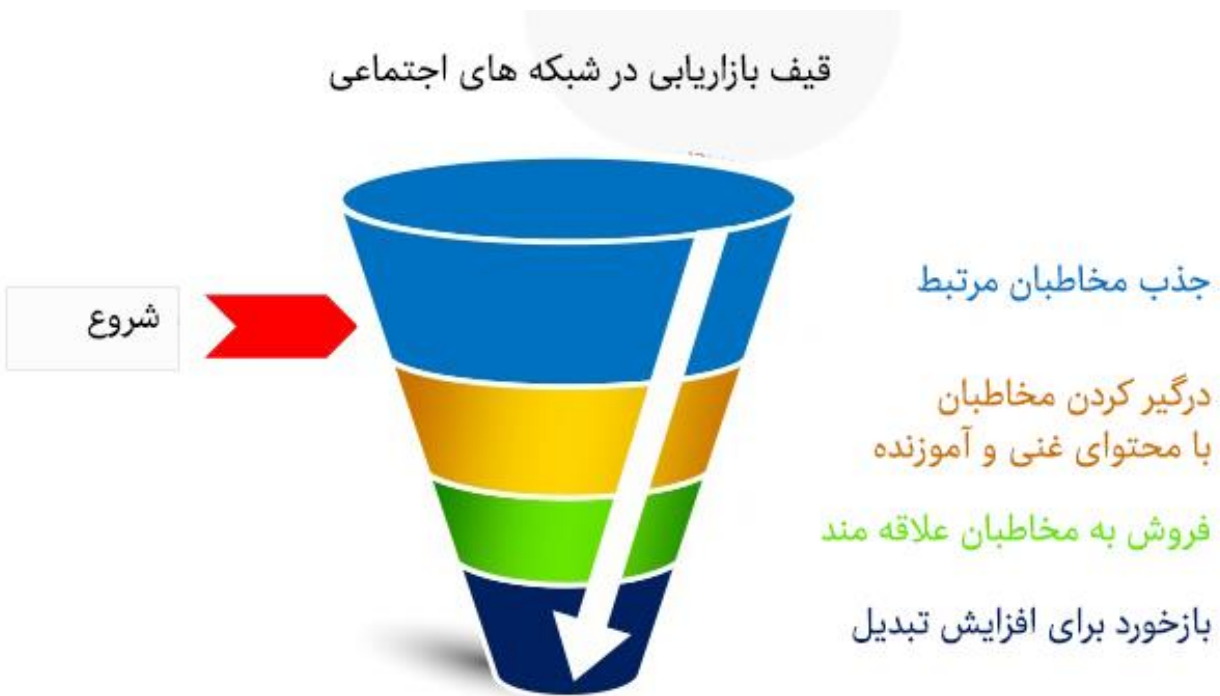 قیف بازاریابی در شبکه های اجتماعی
جذب مخاطبان مرتبط
شروع
درگیر کردن مخاطبان
با محتوای غنی و آموزنده
فروش به مخاطبان علاقه مند
بازخورد برای افزایش تبدیل